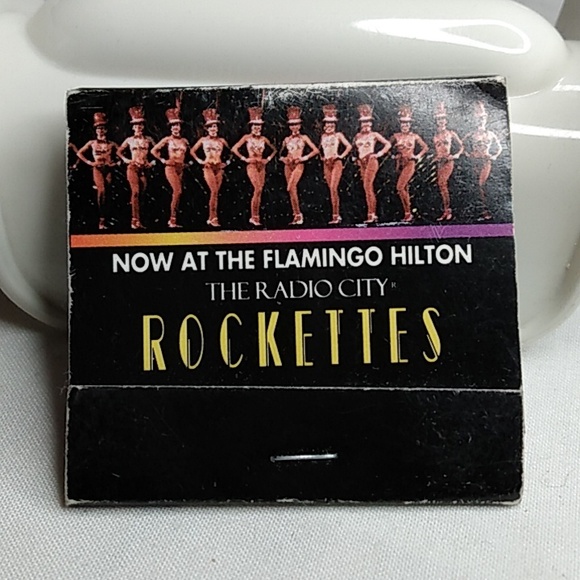 NOW AT THE FLAMINGO HILTON
THE RADIO CITY®
ROCKETTES